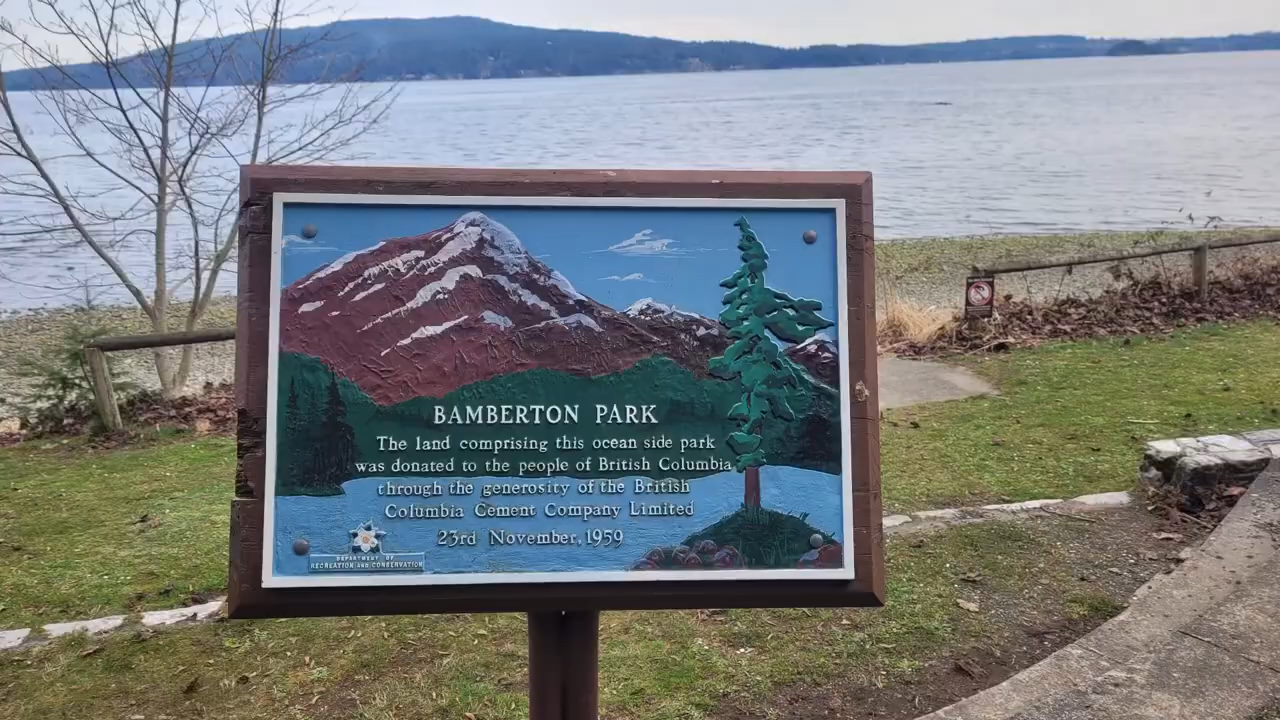 BAMBERTON PARK
The land comprising this ocean side park
was donated to the people of British Columbia
through the generosity of the British
Columbia Cement Company Limited
23rd November, 1959
DEPARTMENT OF
RECREATION AND CONSERVATION